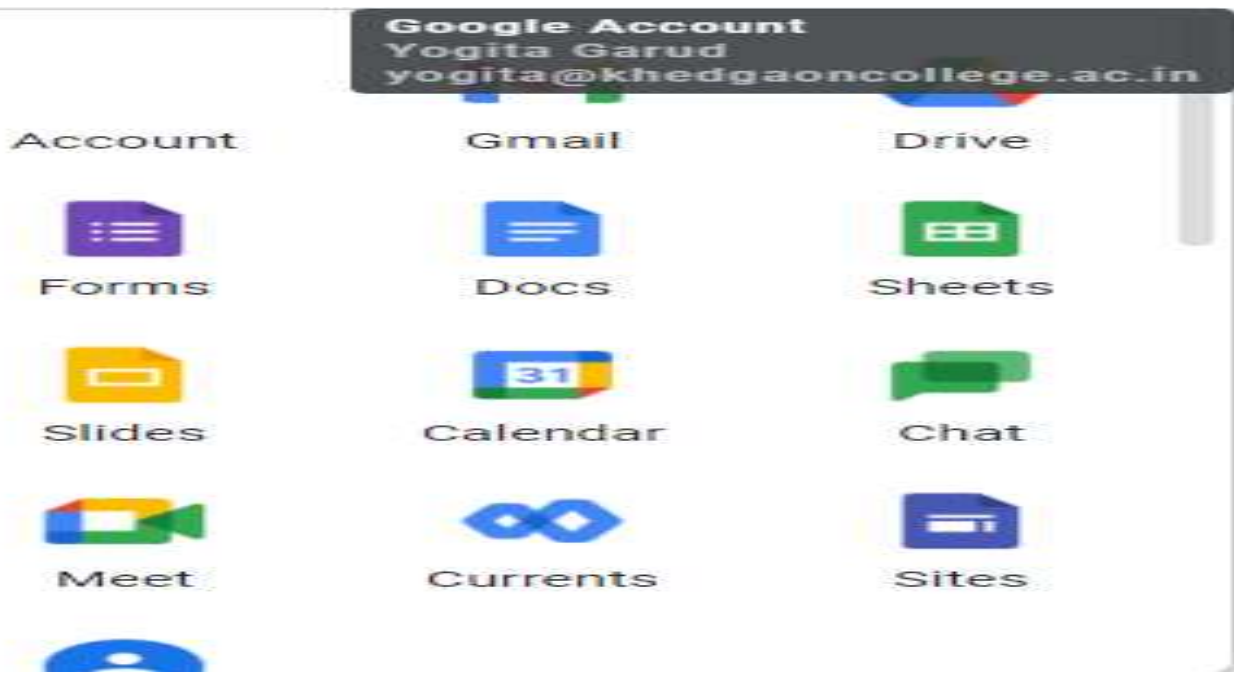 Google Account
Yogita Garud
yogita@khedgaoncollege.ac.in
Account Gmail Drive
Forms Docs Sheets
31
Slides Calendar Chat
Meet Currents Sites